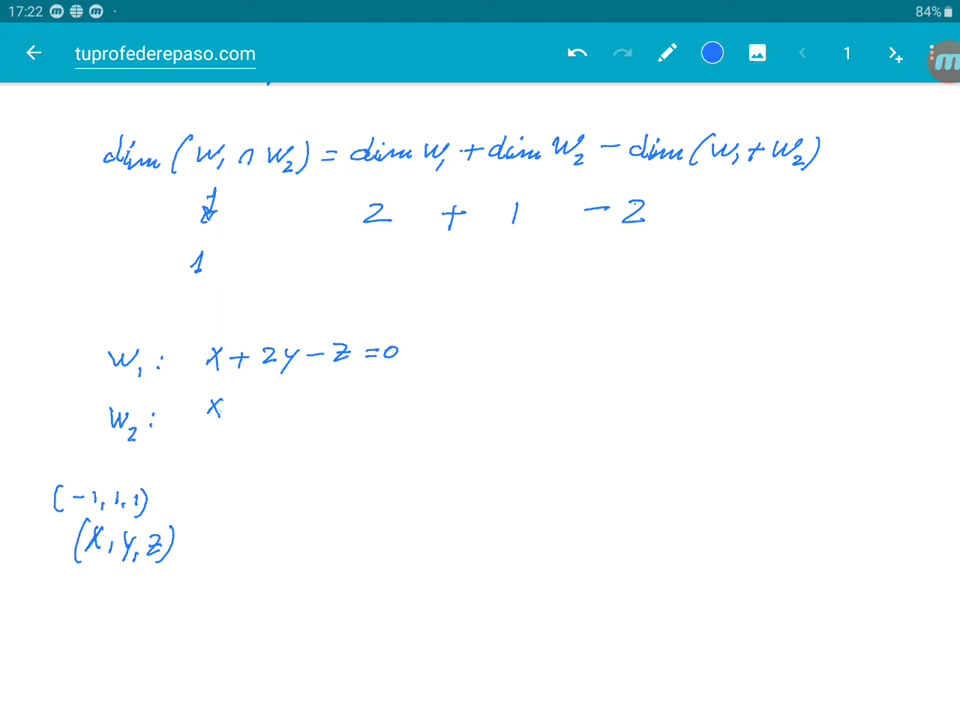 17:22 84%
tuprofederepaso.com 1
dim (W₁ ∩ W₂) = dim W₁ + dim W₂ − dim (W₁ + W₂)
2 + 1 − 2
1
W₁ : x + 2y − z = 0
W₂ : x
(−1, 1, 1)
(x, y, z)